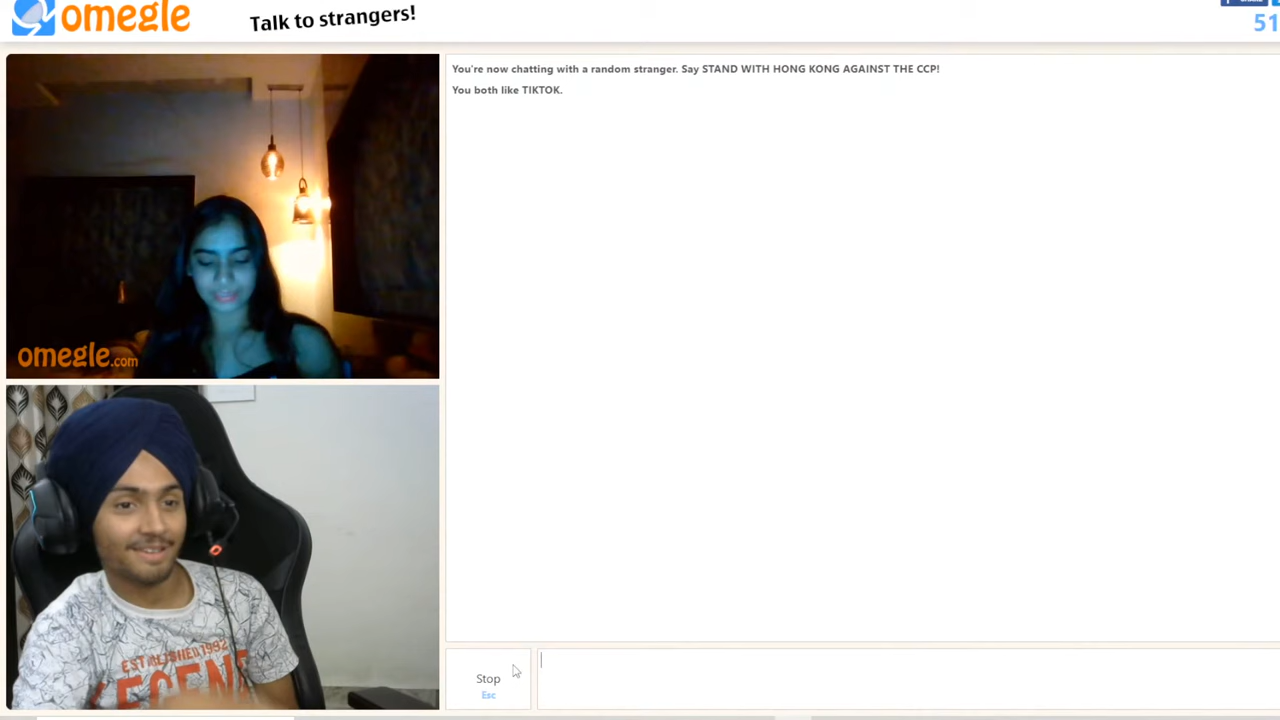 omegle
Talk to strangers!
51
You're now chatting with a random stranger. Say STAND WITH HONG KONG AGAINST THE CCP!
You both like TIKTOK.
omegle.com
ESTABLISHED 1992
LEGEND
Stop
Esc